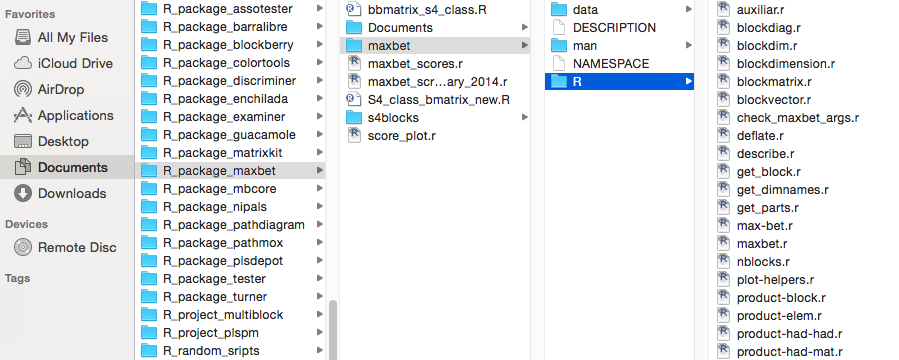 Favorites
All My Files
iCloud Drive
AirDrop
Applications
Desktop
Documents
Downloads
Devices
Remote Disc
Tags
R_package_assotester
R_package_barralibre
R_package_blockberry
R_package_colortools
R_package_discriminer
R_package_enchilada
R_package_examiner
R_package_guacamole
R_package_matrixkit
R_package_maxbet
R_package_mbcore
R_package_nipals
R_package_pathdiagram
R_package_pathmox
R_package_plsdepot
R_package_tester
R_package_turner
R_project_multiblock
R_project_plspm
R_random_sripts
bbmatrix_s4_class.R
Documents
maxbet
maxbet_scores.r
maxbet_scr...ary_2014.r
S4_class_bmatrix_new.R
s4blocks
score_plot.r
data
DESCRIPTION
man
NAMESPACE
R
auxiliar.r
blockdiag.r
blockdim.r
blockdimension.r
blockmatrix.r
blockvector.r
check_maxbet_args.r
deflate.r
describe.r
get_block.r
get_dimnames.r
get_parts.r
max-bet.r
maxbet.r
nblocks.r
plot-helpers.r
product-block.r
product-elem.r
product-had-had.r
product-had-mat.r